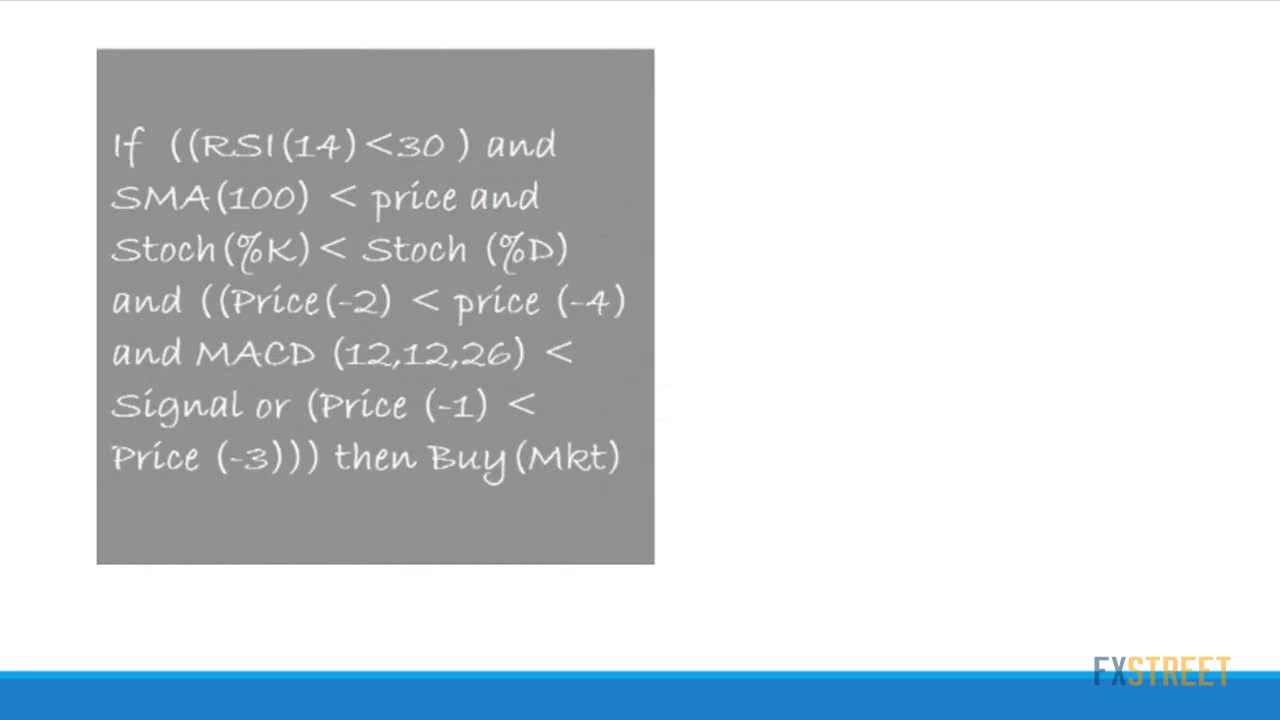 If ((RSI(14)<30 ) and
SMA(100) < price and
Stoch(%K)< Stoch (%D)
and ((Price(-2) < price (-4)
and MACD (12,12,26) <
Signal or (Price (-1) <
Price (-3))) then Buy(Mkt)
FXSTREET